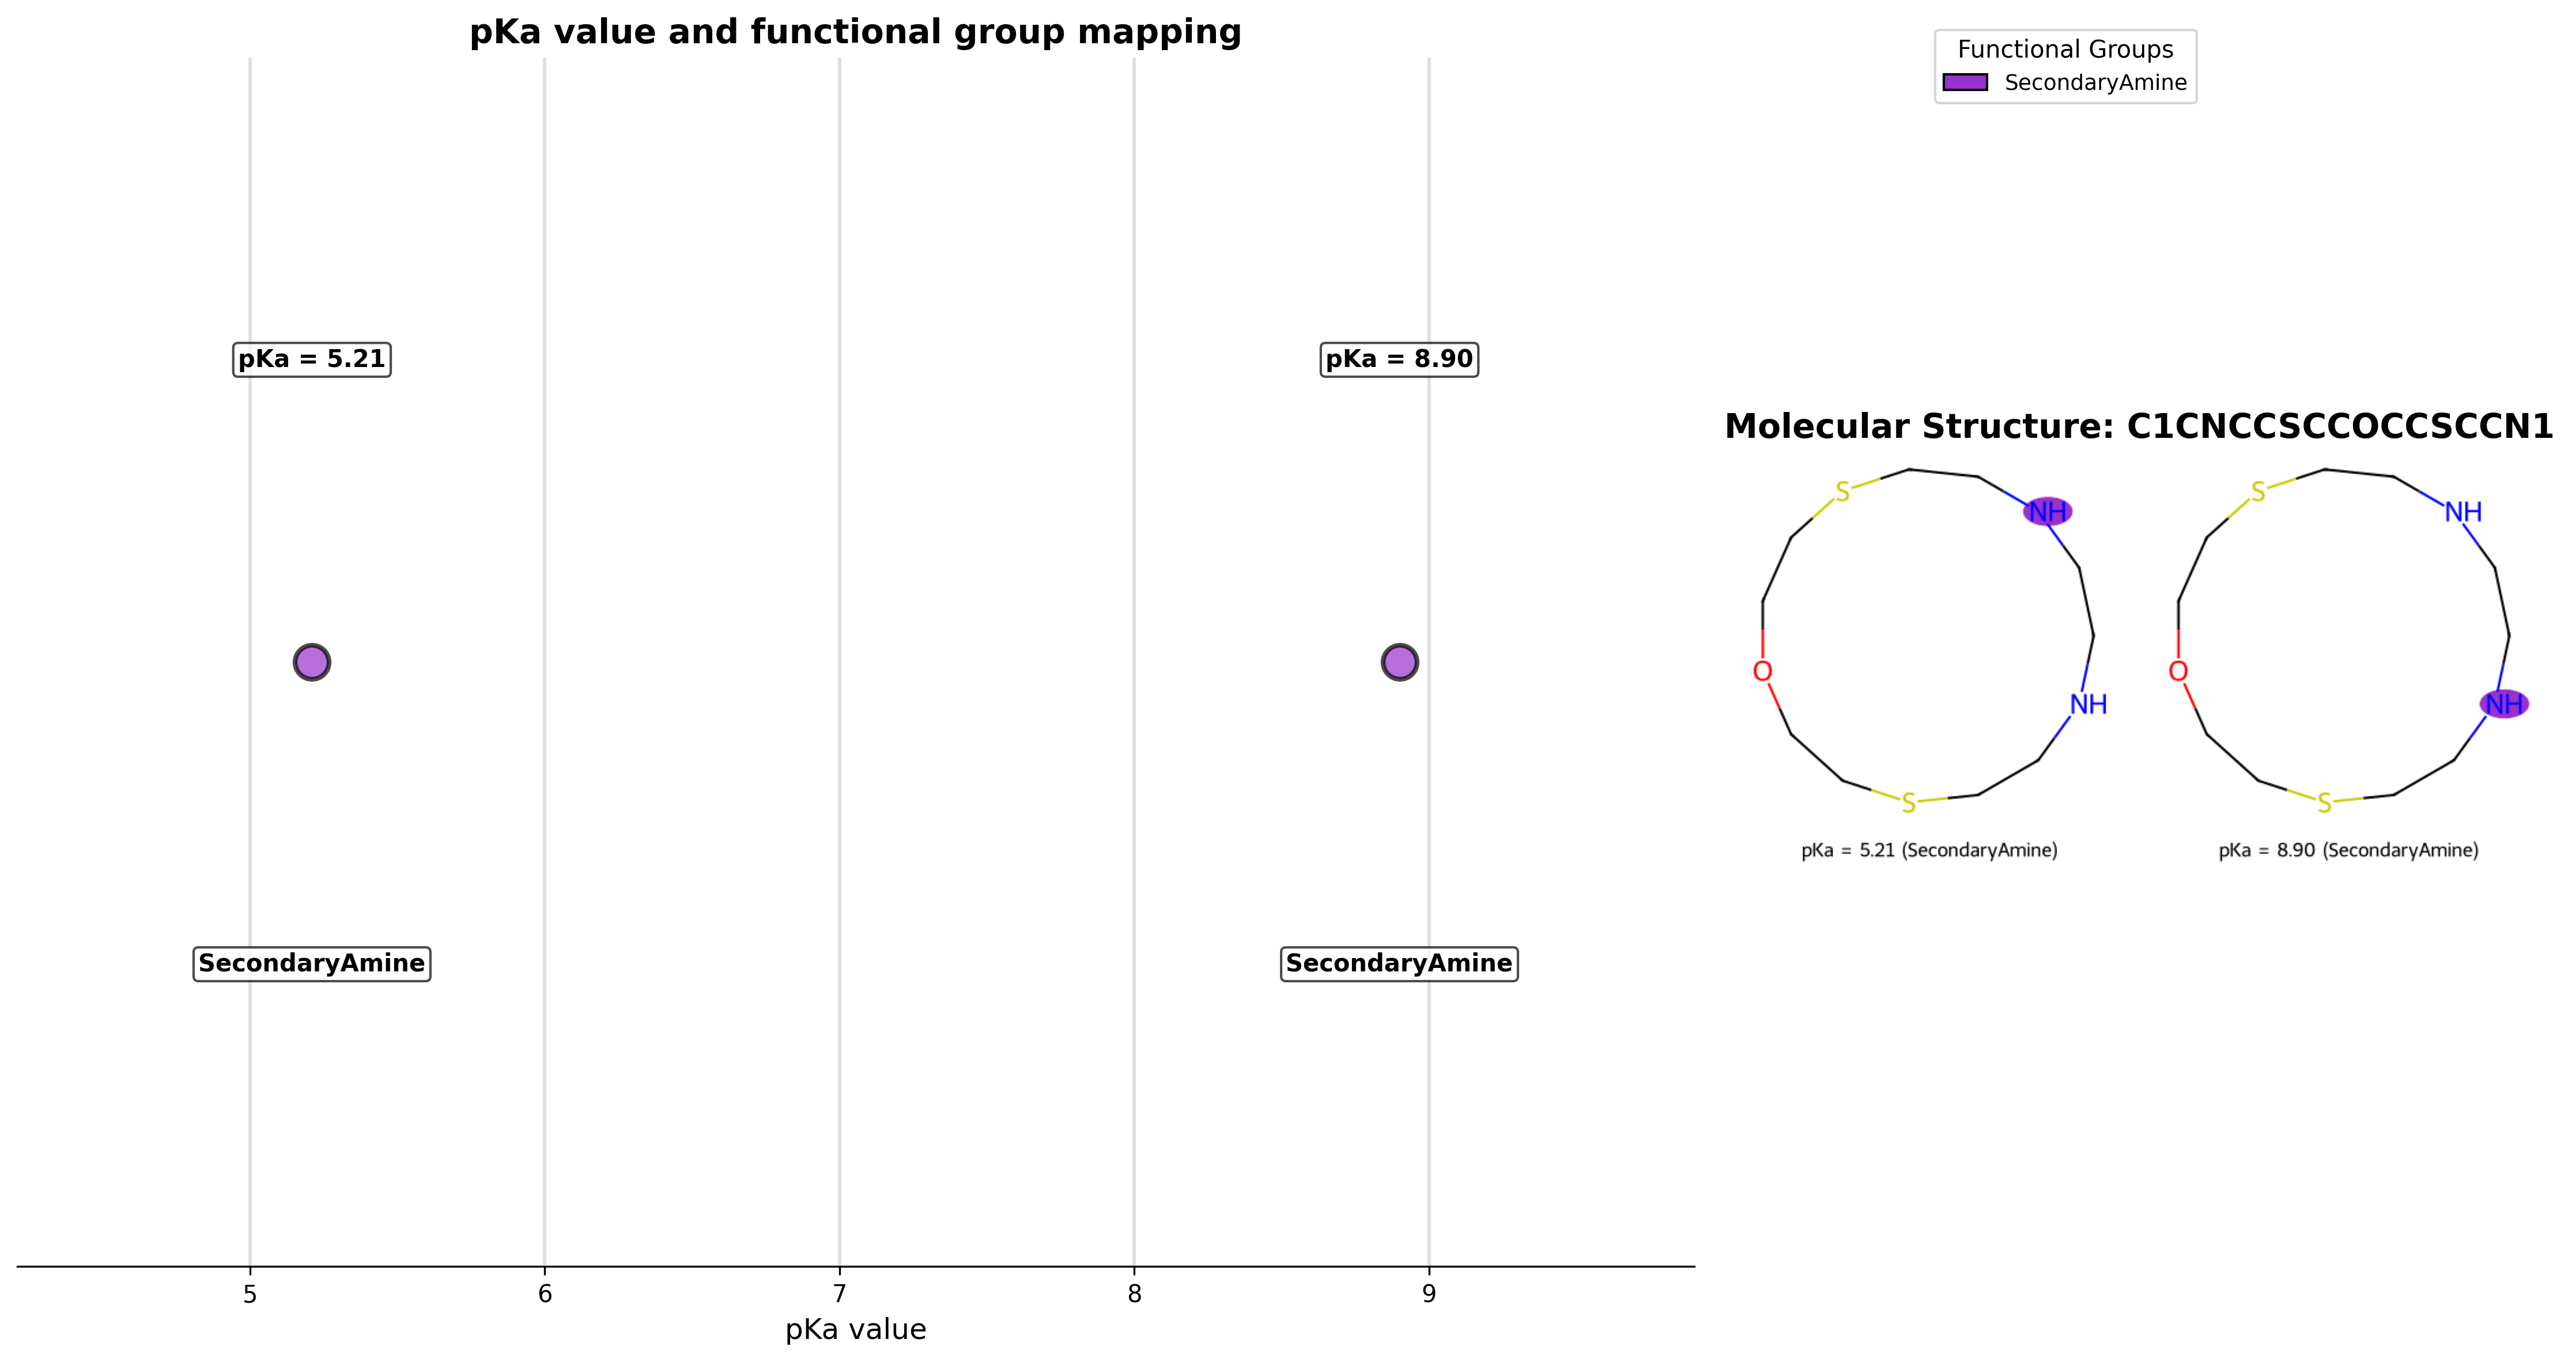 pKa value and functional group mapping
Functional Groups
SecondaryAmine
pKa = 5.21
pKa = 8.90
SecondaryAmine
SecondaryAmine
5
6
7
8
9
pKa value
Molecular Structure: C1CNCCSCCOCCSCCN1
S
NH
O
NH
S
pKa = 5.21 (SecondaryAmine)
S
NH
O
NH
S
pKa = 8.90 (SecondaryAmine)